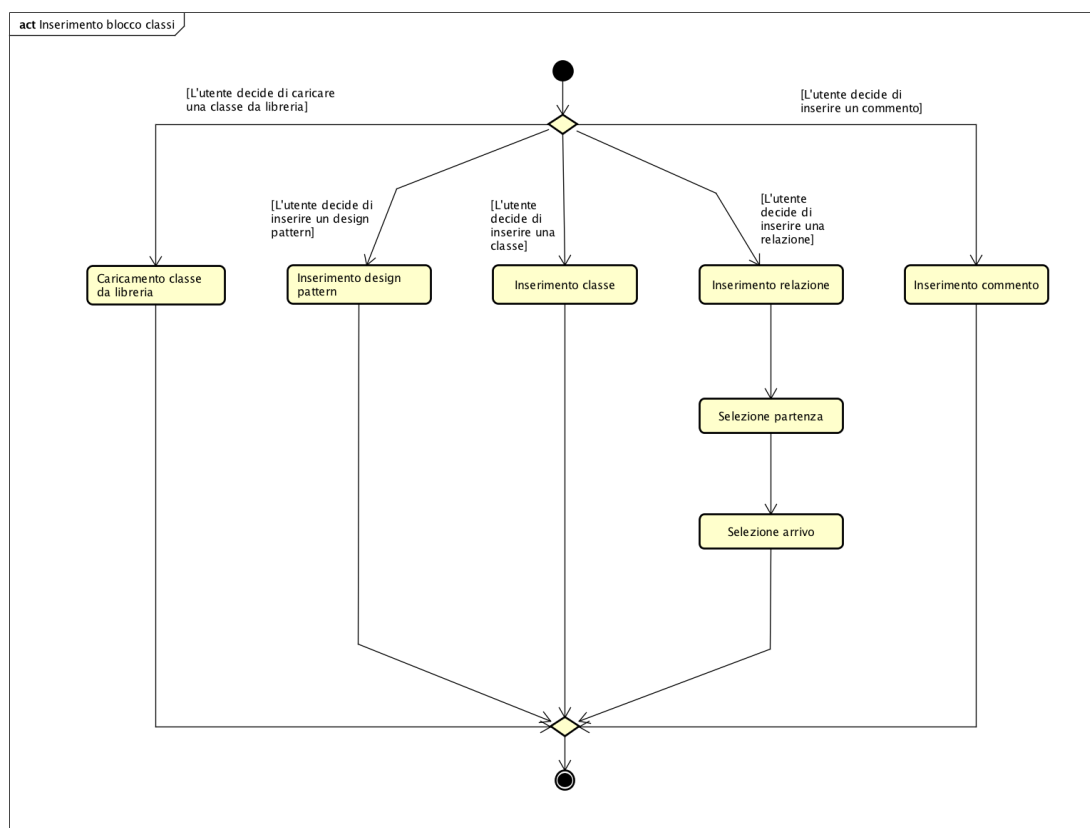 act Inserimento blocco classi
[L'utente decide di caricare
una classe da libreria]
[L'utente decide di
inserire un commento]
[L'utente decide di
inserire un design
pattern]
[L'utente
decide di
inserire una
classe]
[L'utente
decide di
inserire una
relazione]
Caricamento classe
da libreria
Inserimento design
pattern
Inserimento classe
Inserimento relazione
Inserimento commento
Selezione partenza
Selezione arrivo